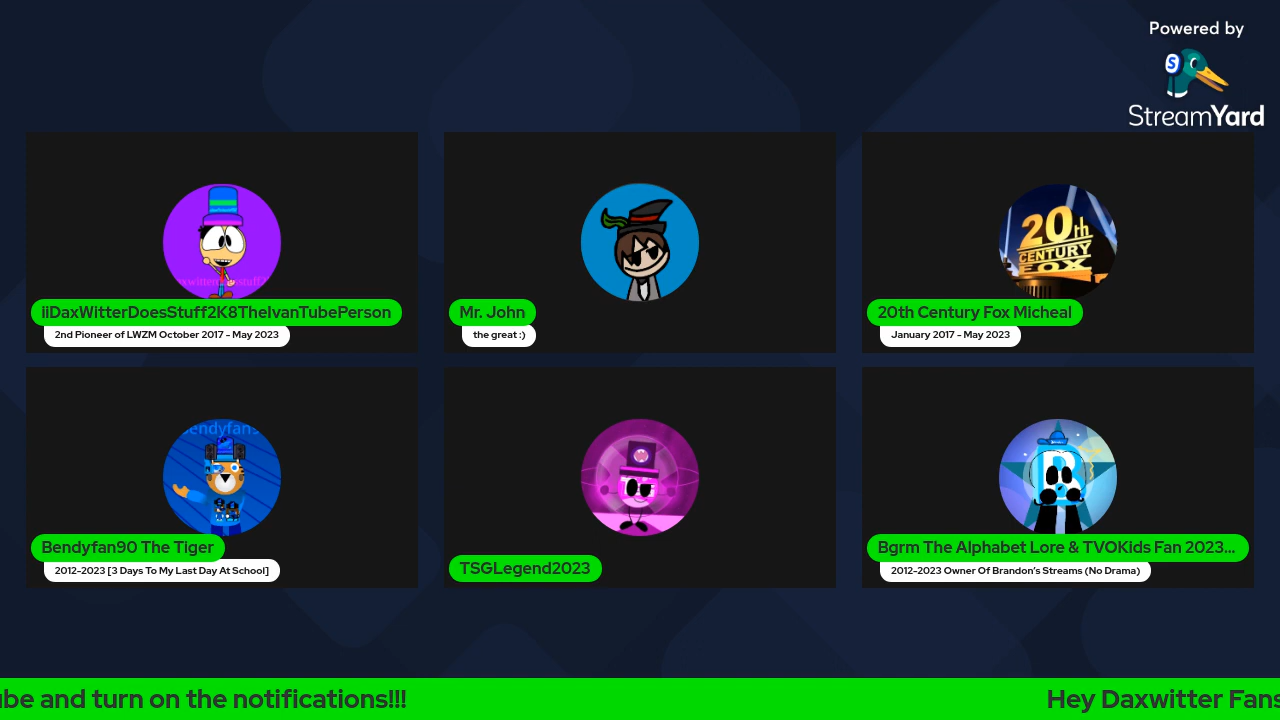 Powered by
StreamYard
20th
CENTURY
FOX
iiDaxWitterDoesStuff2K8TheIvanTubePerson
2nd Pioneer of LWZM October 2017 - May 2023
Mr. John
the great :)
20th Century Fox Micheal
January 2017 - May 2023
Bendyfan90 The Tiger
2012-2023 [3 Days To My Last Day At School]
TSGLegend2023
Bgrm The Alphabet Lore & TVOKids Fan 2023...
2012-2023 Owner Of Brandon's Streams (No Drama)
and turn on the notifications!!!
Hey Daxwitter Fans